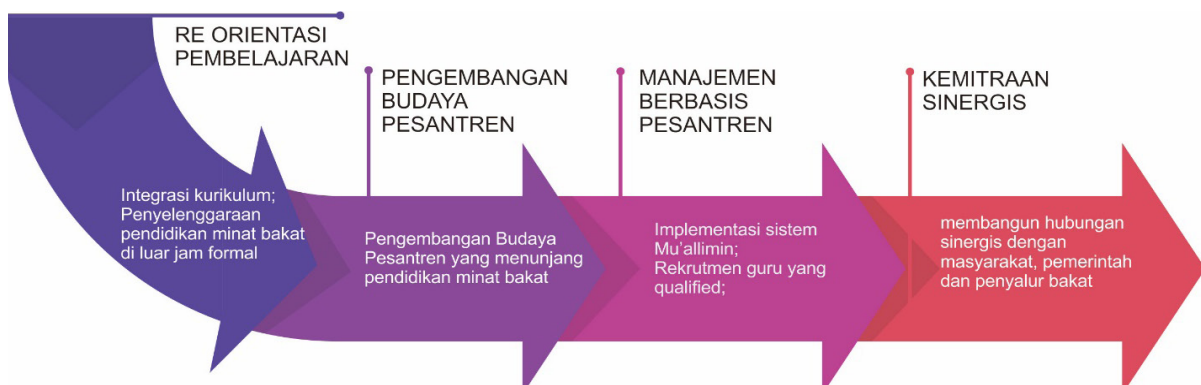 RE ORIENTASI
PEMBELAJARAN
Integrasi kurikulum;
Penyelenggaraan
pendidikan minat bakat
di luar jam formal
PENGEMBANGAN
BUDAYA
PESANTREN
Pengembangan Budaya
Pesantren yang menunjang
pendidikan minat bakat
MANAJEMEN
BERBASIS
PESANTREN
Implementasi sistem
Mu'allimin;
Rekrutmen guru yang
qualified;
KEMITRAAN
SINERGIS
membangun hubungan
sinergis dengan
masyarakat, pemerintah
dan penyalur bakat